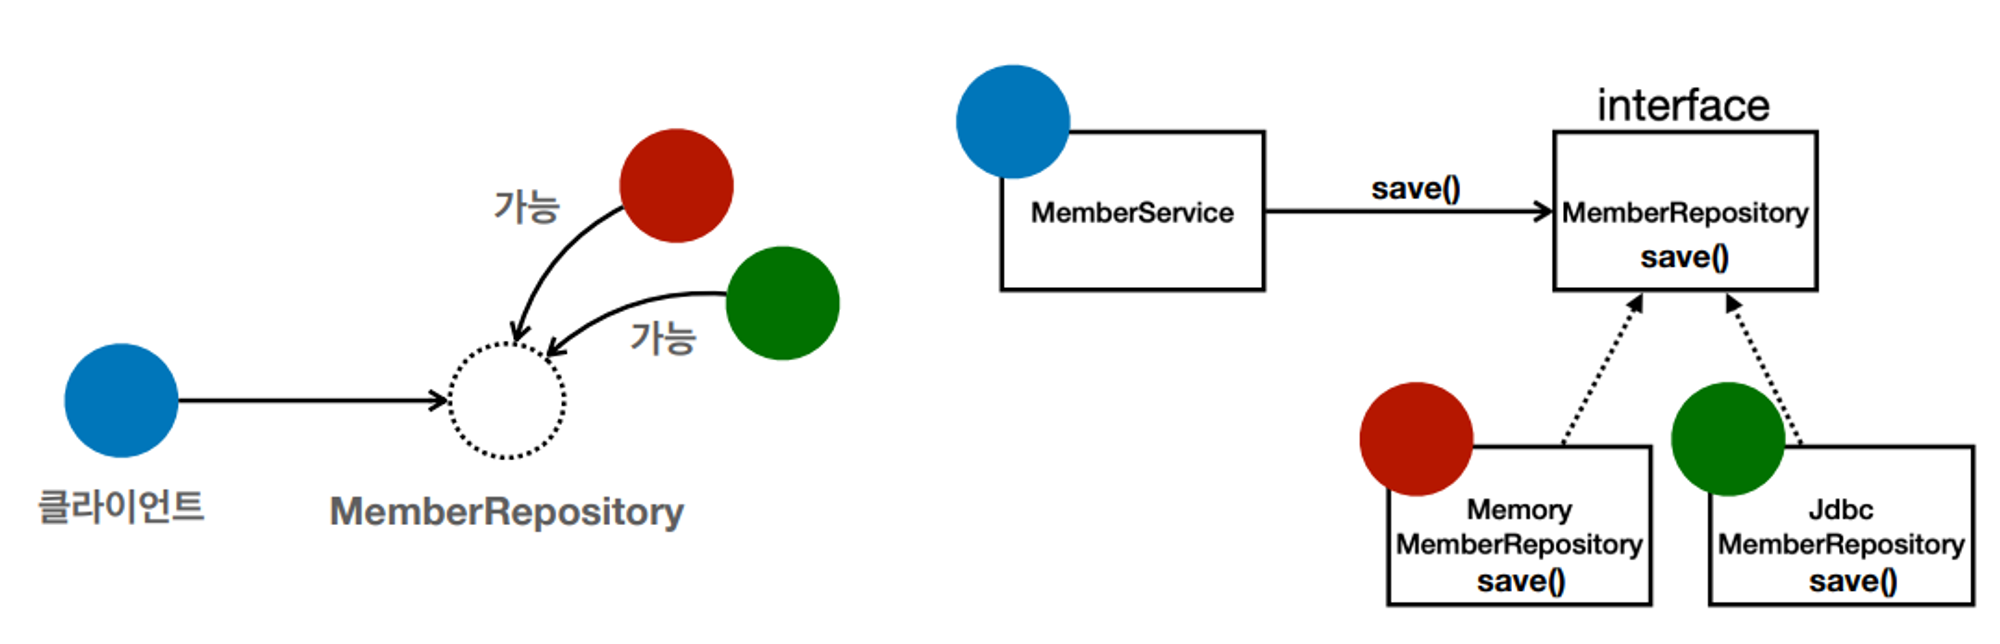 가능
가능
클라이언트
MemberRepository
interface
MemberService
save()
MemberRepository
save()
Memory
MemberRepository
save()
Jdbc
MemberRepository
save()